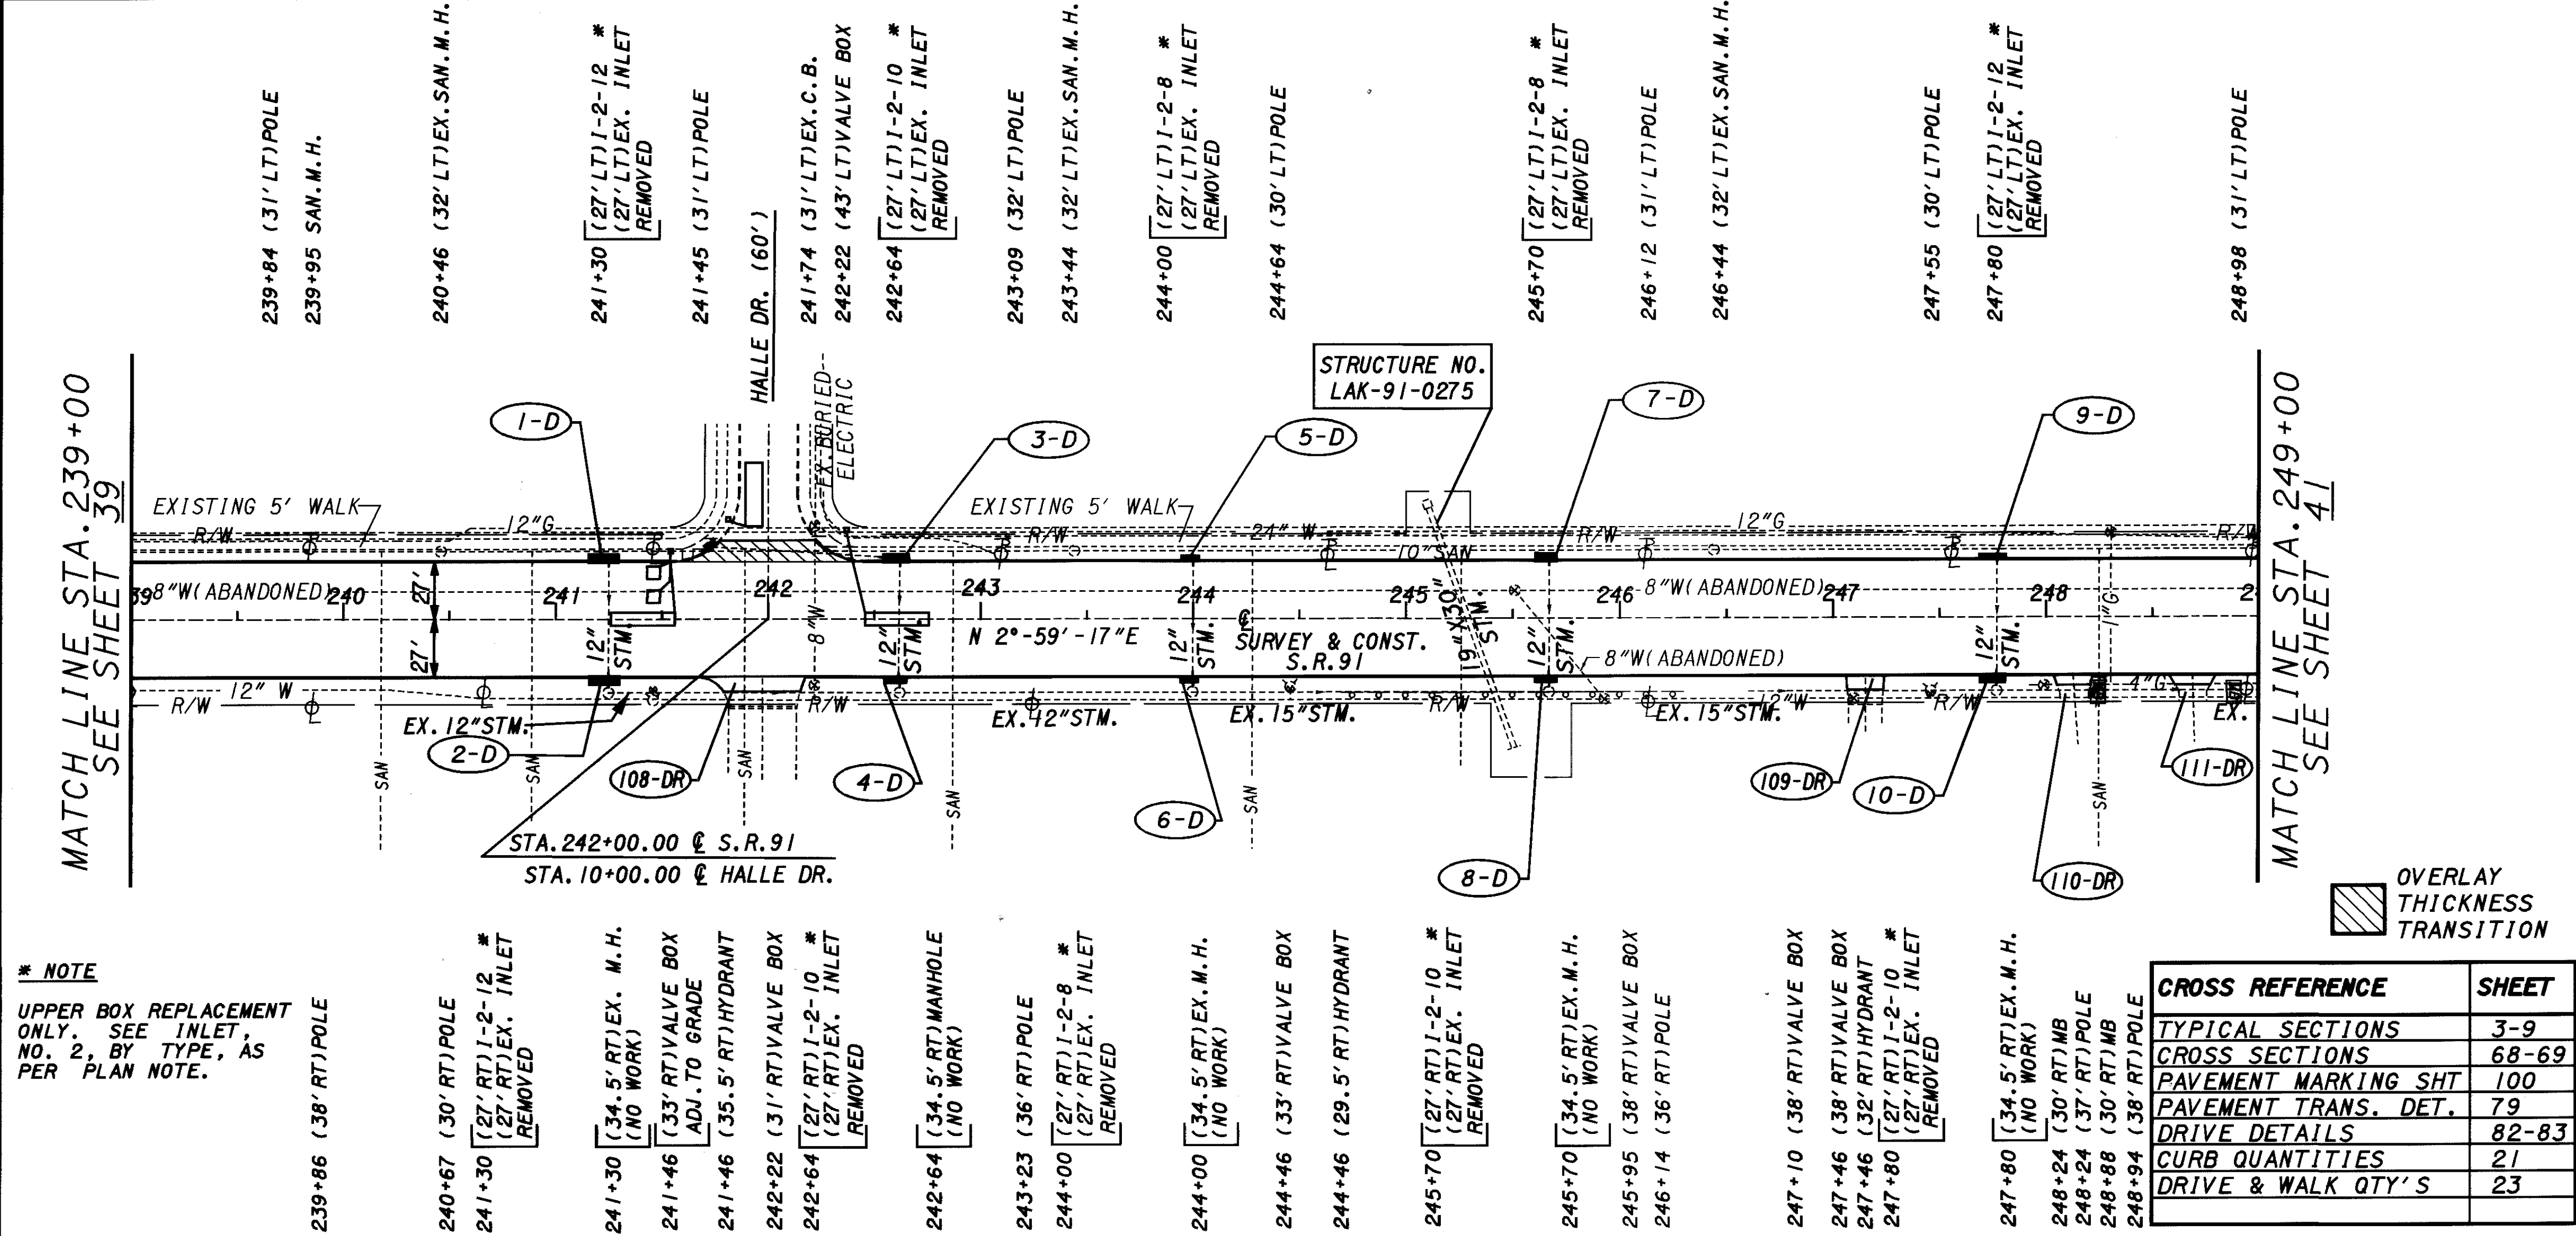 239+84 (31'LT)POLE
239+95 SAN.M.H.
240+46 (32'LT)EX.SAN.M.H.
241+30 (27'LT)I-2-12 *
(27'LT)EX. INLET
REMOVED
241+45 (31'LT)POLE
HALLE DR. (60')
241+74 (31'LT)EX.C.B.
242+22 (43'LT)VALVE BOX
242+64 (27'LT)I-2-10 *
(27'LT)EX. INLET
REMOVED
243+09 (32'LT)POLE
243+44 (32'LT)EX.SAN.M.H.
244+00 (27'LT)I-2-8 *
(27'LT)EX. INLET
REMOVED
244+64 (30'LT)POLE
245+70 (27'LT)I-2-8 *
(27'LT)EX. INLET
REMOVED
246+12 (31'LT)POLE
246+44 (32'LT)EX.SAN.M.H.
247+55 (30'LT)POLE
247+80 (27'LT)I-2-12 *
(27'LT)EX. INLET
REMOVED
248+98 (31'LT)POLE
MATCH LINE STA.239+00
SEE SHEET 39
STRUCTURE NO.
LAK-91-0275
1-D
3-D
5-D
7-D
9-D
EX.BURIED
ELECTRIC
EXISTING 5' WALK
R/W
12"G
EXISTING 5' WALK
R/W
24" W
10"SAN
R/W
12"G
R/W
39
8"W(ABANDONED)
240
27'
241
242
243
244
245
246
8"W(ABANDONED)
247
248
2
27'
12"
STM.
8"W
12"
STM.
N 2°-59'-17"E
12"
STM.
℄
SURVEY & CONST.
S.R.91
19"X30"
STM.
12"
STM.
8"W(ABANDONED)
12"
STM.
1"G
R/W
12" W
EX.12"STM.
R/W
EX.12"STM.
EX.15"STM.
R/W
EX.15"STM.
12"W
R/W
4"G
EX.
2-D
108-DR
4-D
6-D
8-D
109-DR
10-D
110-DR
111-DR
SAN
SAN
SAN
SAN
SAN
SAN
STA.242+00.00 ℄ S.R.91
STA.10+00.00 ℄ HALLE DR.
MATCH LINE STA.249+00
SEE SHEET 41
OVERLAY
THICKNESS
TRANSITION
* NOTE
UPPER BOX REPLACEMENT
ONLY. SEE INLET,
NO. 2, BY TYPE, AS
PER PLAN NOTE.
239+86 (38'RT)POLE
240+67 (30'RT)POLE
241+30 (27'RT)I-2-12 *
(27'RT)EX. INLET
REMOVED
241+30 (34.5'RT)EX. M.H.
(NO WORK)
241+46 (33'RT)VALVE BOX
ADJ.TO GRADE
241+46 (35.5'RT)HYDRANT
242+22 (31'RT)VALVE BOX
242+64 (27'RT)I-2-10 *
(27'RT)EX. INLET
REMOVED
242+64 (34.5'RT)MANHOLE
(NO WORK)
243+23 (36'RT)POLE
244+00 (27'RT)I-2-8 *
(27'RT)EX. INLET
REMOVED
244+00 (34.5'RT)EX.M.H.
(NO WORK)
244+46 (33'RT)VALVE BOX
244+46 (29.5'RT)HYDRANT
245+70 (27'RT)I-2-10 *
(27'RT)EX. INLET
REMOVED
245+70 (34.5'RT)EX.M.H.
(NO WORK)
245+95 (38'RT)VALVE BOX
246+14 (36'RT)POLE
247+10 (38'RT)VALVE BOX
247+46 (38'RT)VALVE BOX
247+46 (32'RT)HYDRANT
247+80 (27'RT)I-2-10 *
(27'RT)EX. INLET
REMOVED
247+80 (34.5'RT)EX.M.H.
(NO WORK)
248+24 (30'RT)MB
248+24 (37'RT)POLE
248+88 (30'RT)MB
248+94 (38'RT)POLE
CROSS REFERENCE SHEET
TYPICAL SECTIONS 3-9
CROSS SECTIONS 68-69
PAVEMENT MARKING SHT 100
PAVEMENT TRANS. DET. 79
DRIVE DETAILS 82-83
CURB QUANTITIES 21
DRIVE & WALK QTY'S 23